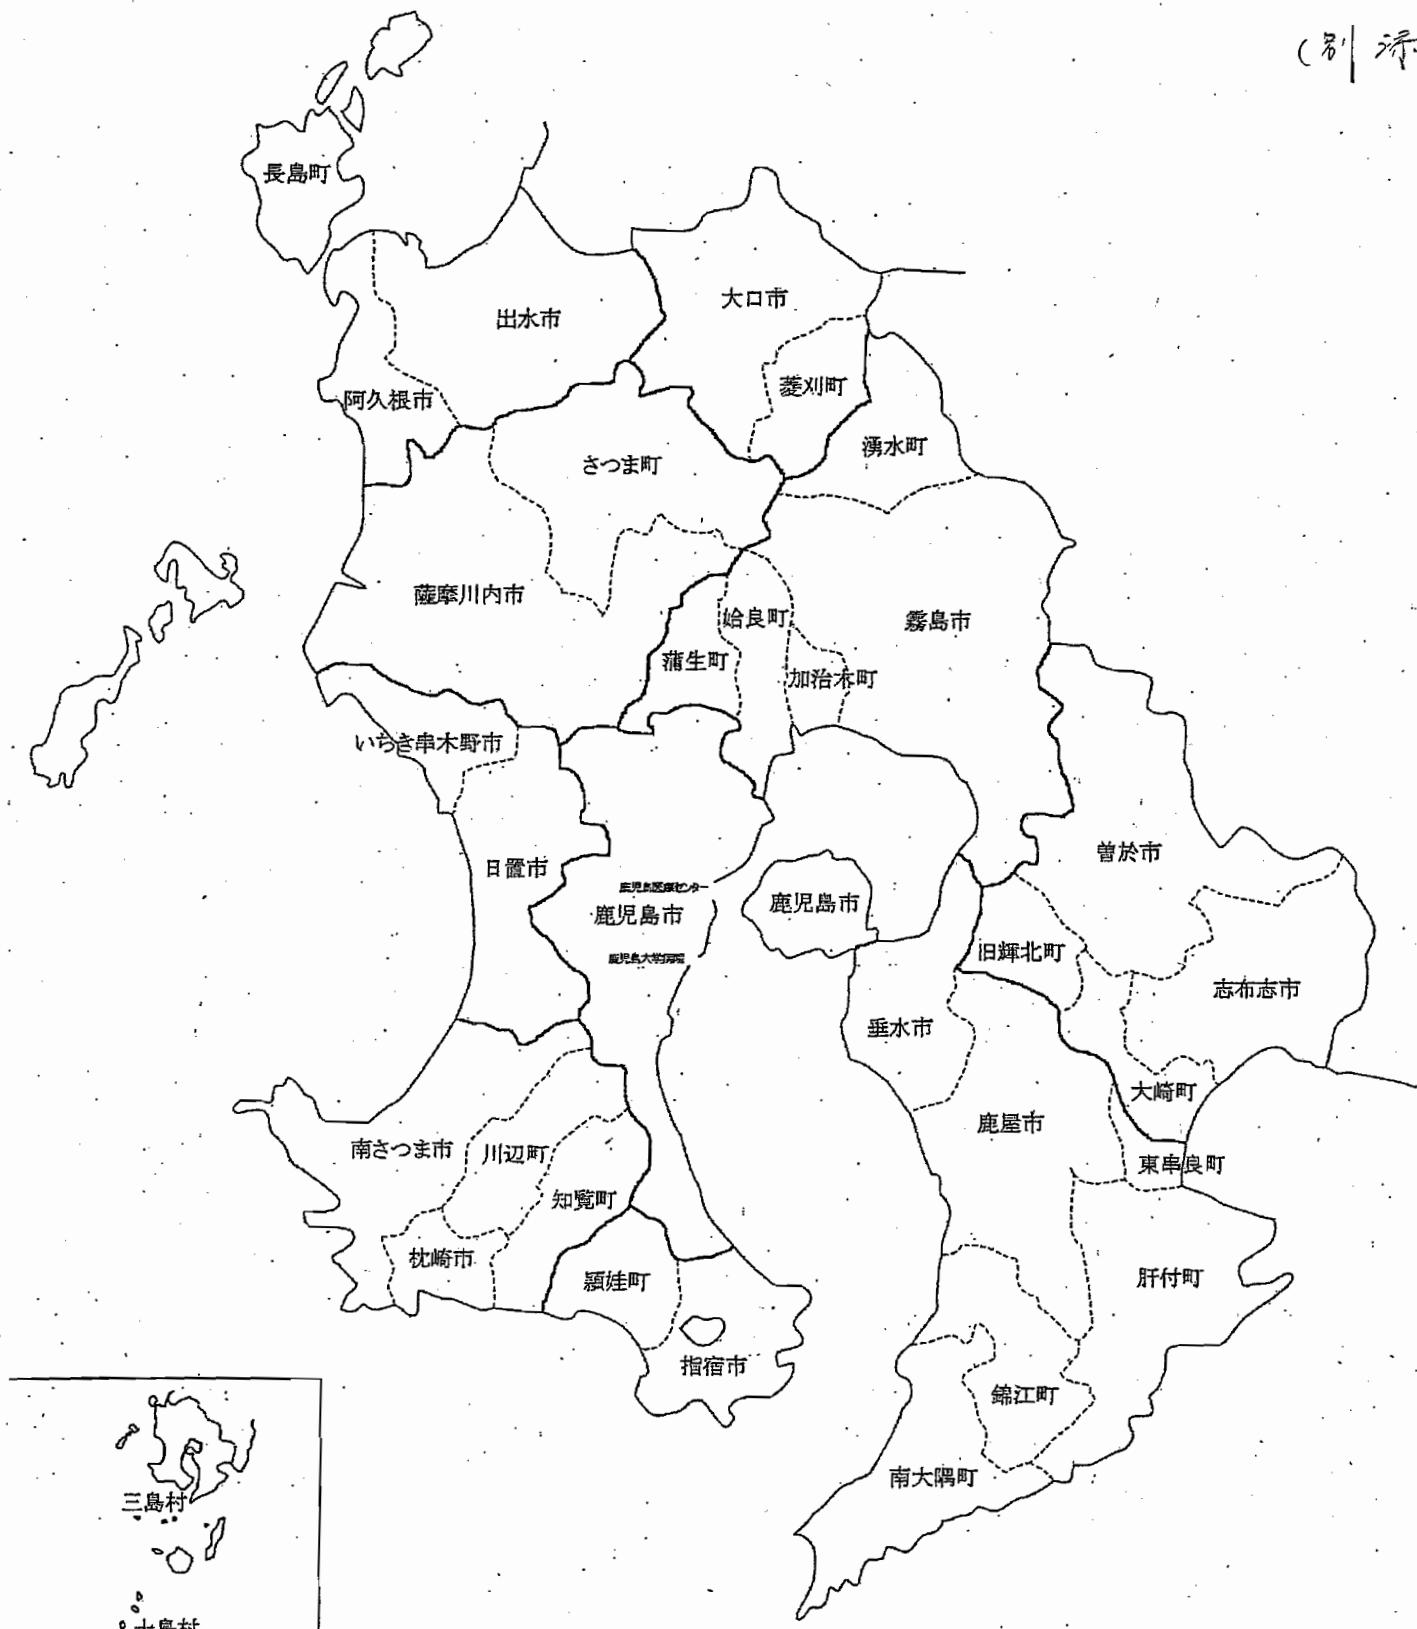 (別添
長島町
大口市
出水市
菱刈町
阿久根市
湧水町
さつま町
薩摩川内市
姶良町
霧島市
蒲生町
加治木町
いちき串木野市
曽於市
日置市
鹿児島医療センター
鹿児島市
鹿児島市
旧輝北町
鹿児島大学病院
志布志市
垂水市
大崎町
鹿屋市
南さつま市
川辺町
東串良町
知覧町
枕崎市
頴娃町
肝付町
指宿市
錦江町
南大隅町
三島村
十島村